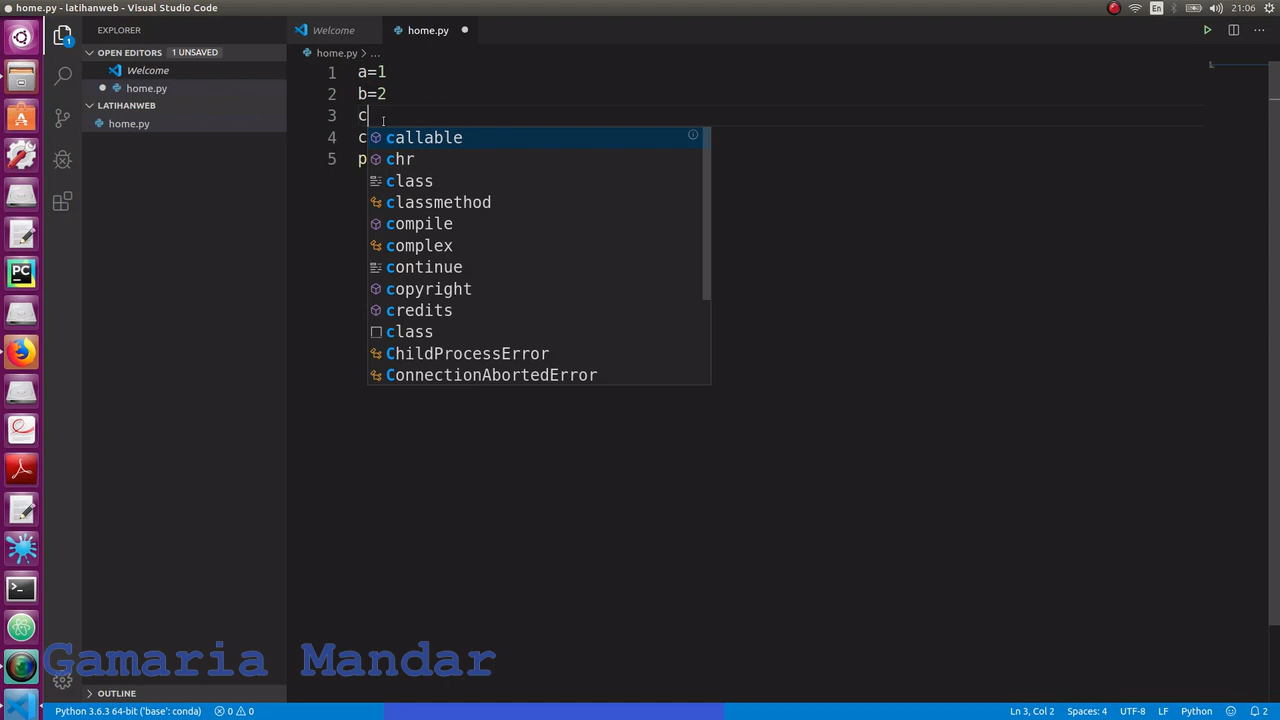 home.py - latihanweb - Visual Studio Code
En
21:06
EXPLORER
OPEN EDITORS 1 UNSAVED
Welcome
home.py
LATIHANWEB
home.py
OUTLINE
1
PC
Welcome
home.py
home.py > ...
1 a=1
2 b=2
3 c
4 c
5 p
callable
chr
class
classmethod
compile
complex
continue
copyright
credits
class
ChildProcessError
ConnectionAbortedError
Gamaria Mandar
Python 3.6.3 64-bit ('base': conda) 0 0 Ln 3, Col 2 Spaces: 4 UTF-8 LF Python 2